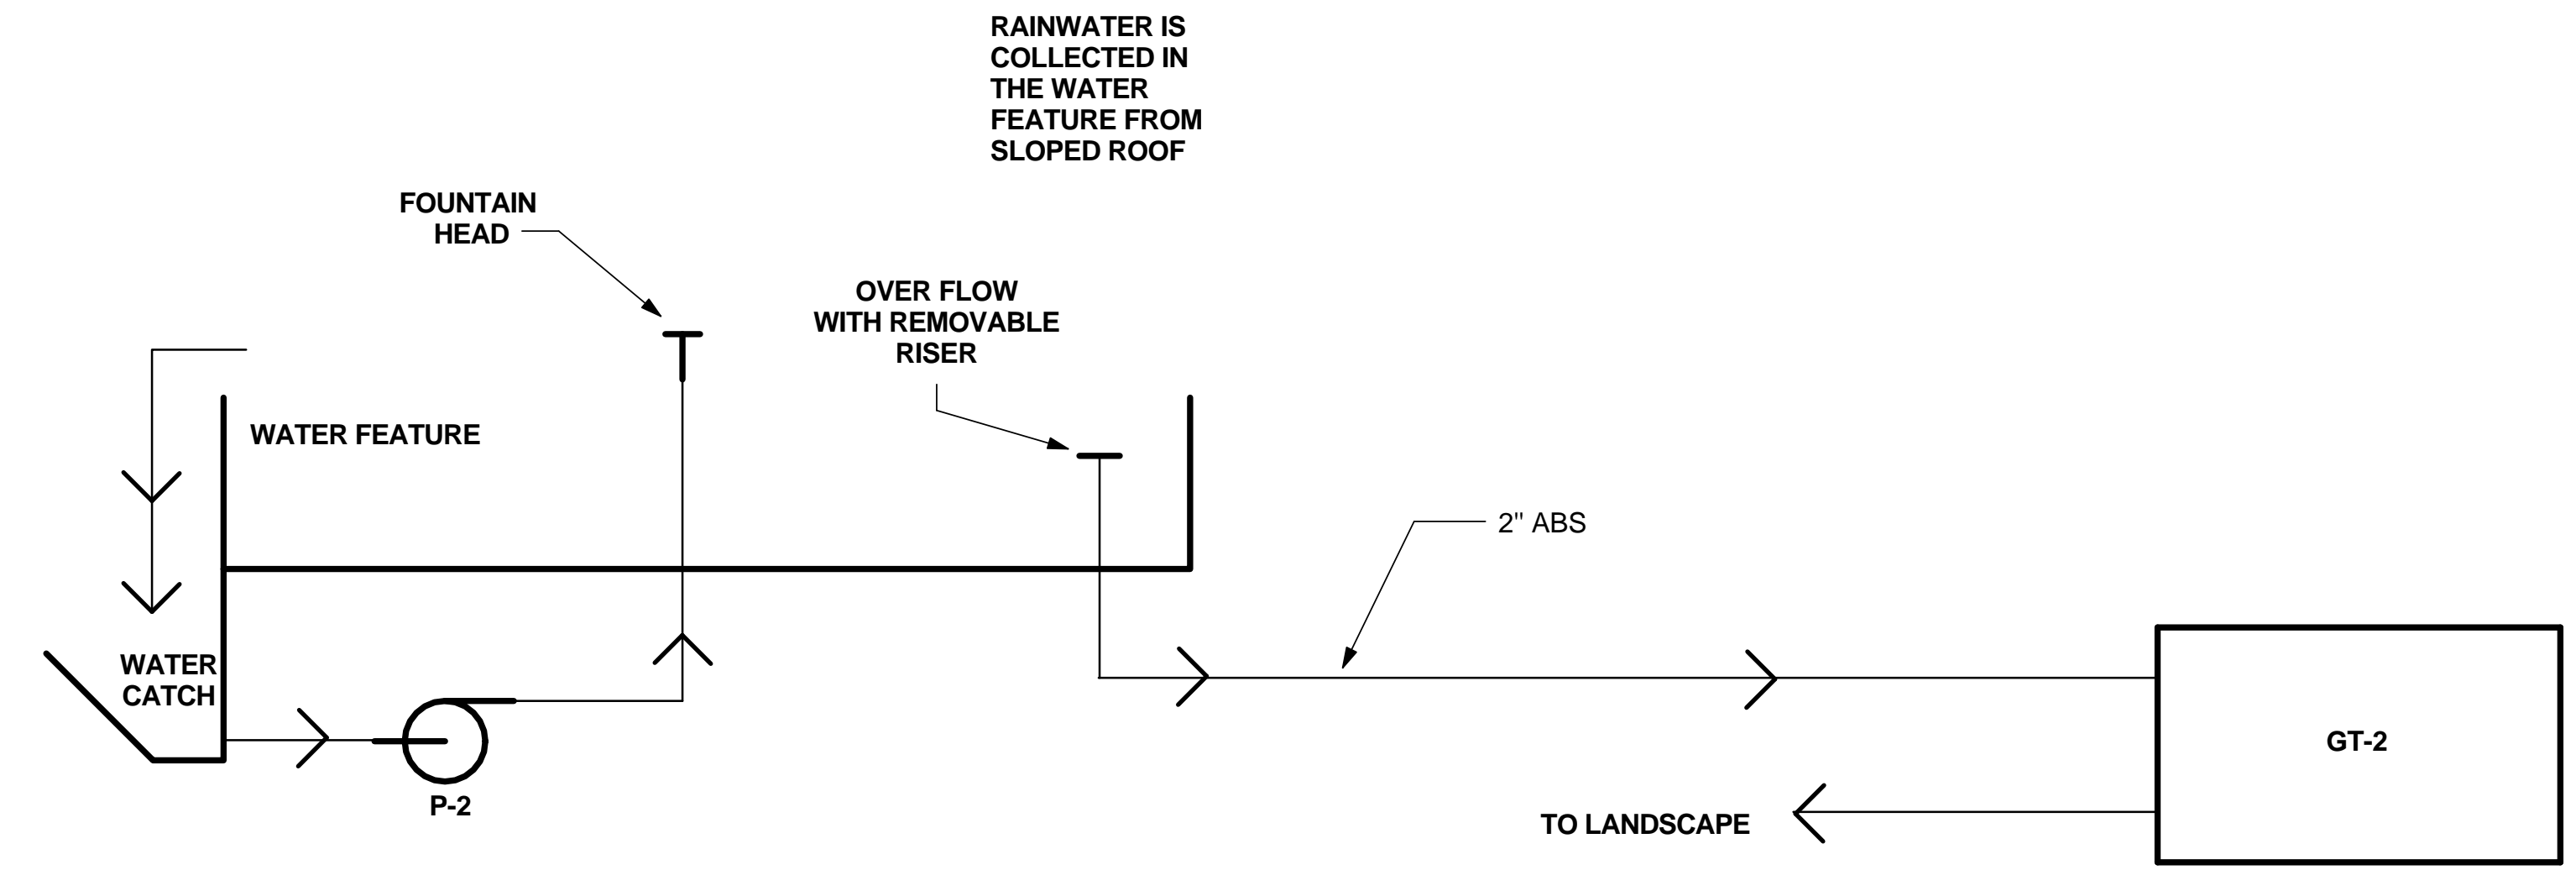 RAINWATER IS
COLLECTED IN
THE WATER
FEATURE FROM
SLOPED ROOF
FOUNTAIN
HEAD
OVER FLOW
WITH REMOVABLE
RISER
WATER FEATURE
2" ABS
WATER
CATCH
P-2
GT-2
TO LANDSCAPE